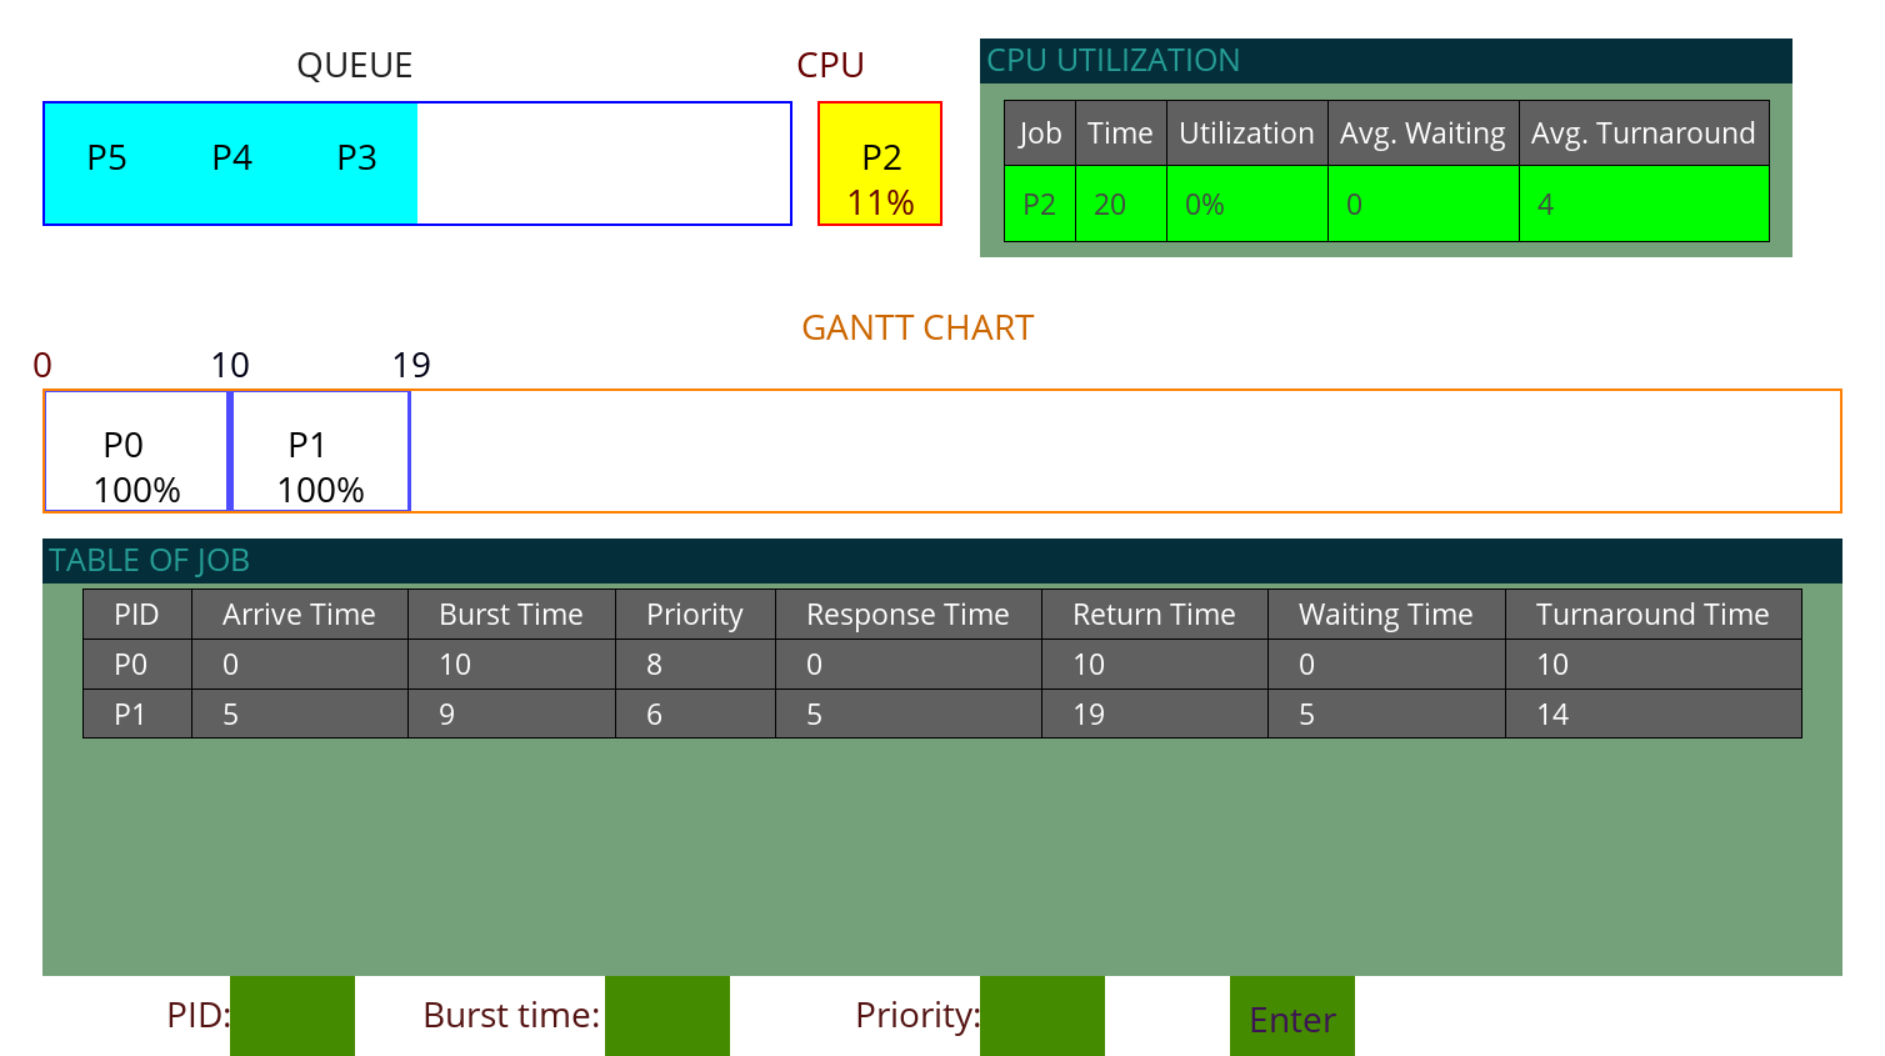 QUEUE
CPU
P5 P4 P3
P2
11%
CPU UTILIZATION
Job Time Utilization Avg. Waiting Avg. Turnaround
P2 20 0% 0 4
GANTT CHART
0 10 19
P0 P1
100% 100%
TABLE OF JOB
PID Arrive Time Burst Time Priority Response Time Return Time Waiting Time Turnaround Time
P0 0 10 8 0 10 0 10
P1 5 9 6 5 19 5 14
PID: Burst time: Priority: Enter